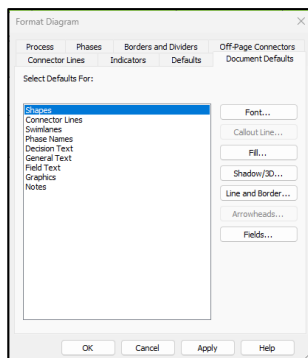 Format Diagram
Process Phases Borders and Dividers Off-Page Connectors
Connector Lines Indicators Defaults Document Defaults
Select Defaults For:
Shapes
Connector Lines
Swimlanes
Phase Names
Decision Text
General Text
Field Text
Graphics
Notes
Font...
Callout Line...
Fill...
Shadow/3D...
Line and Border...
Arrowheads...
Fields...
OK Cancel Apply Help